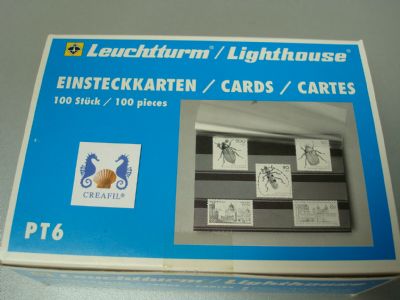 Leuchtturm® / Lighthouse®
EINSTECKKARTEN / CARDS / CARTES
100 Stück / 100 pieces
CREAFIL®
PT6